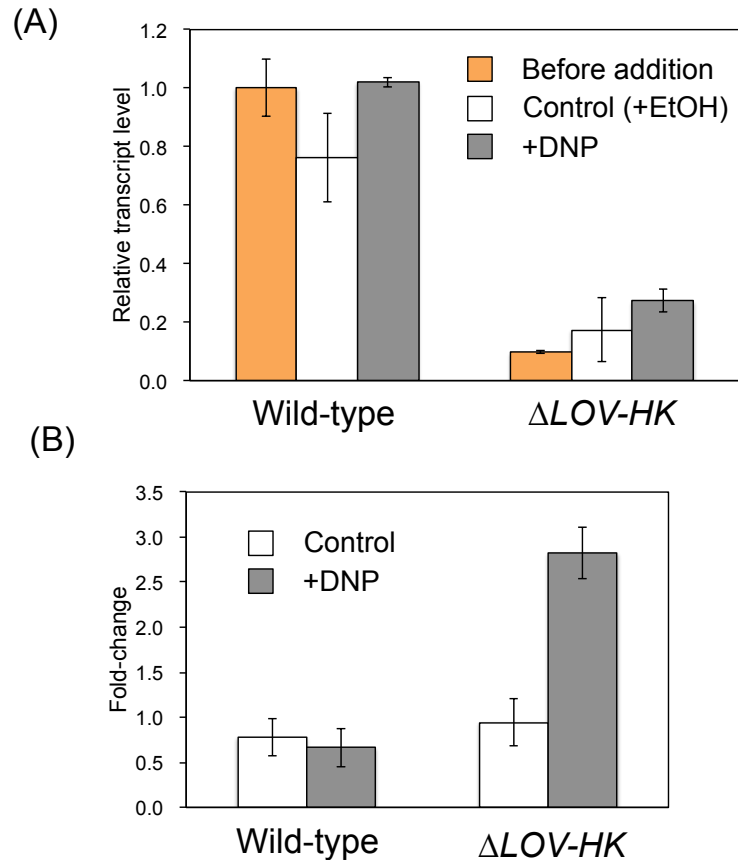 (A)
Relative transcript level
1.2
1.0
0.8
0.6
0.4
0.2
0.0
Before addition
Control (+EtOH)
+DNP
Wild-type
ΔLOV-HK
(B)
Fold-change
3.5
3.0
2.5
2.0
1.5
1.0
0.5
0.0
Control
+DNP
Wild-type
ΔLOV-HK